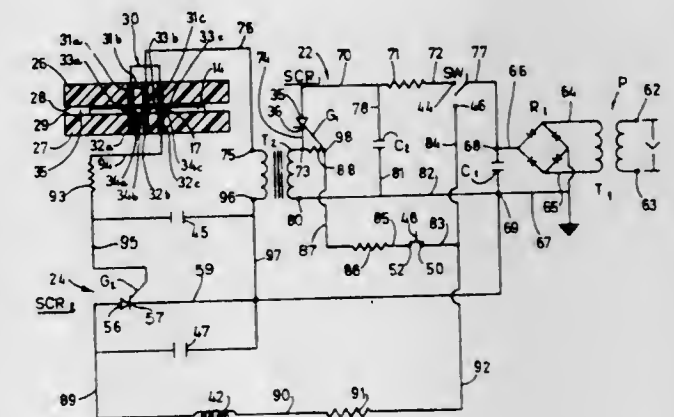 30 31c
31b 33b 76
31a 33c 22 70 71 72 SW 77
33a 14 74 SCR 66 64 P 62
26 35 78 44 46 R1
28 36 G1 84 68
29 98 C2 C1 V
27 17 75 T2 73 88 81 82 65 T1 63
35 32a 34c 32c
94 34a 34b 32b
93 96 80 87 85 48 83 69 67
45 86 52 50
95 97
24 G2 59
SCR2 56 57
47 92
89 42 90 91